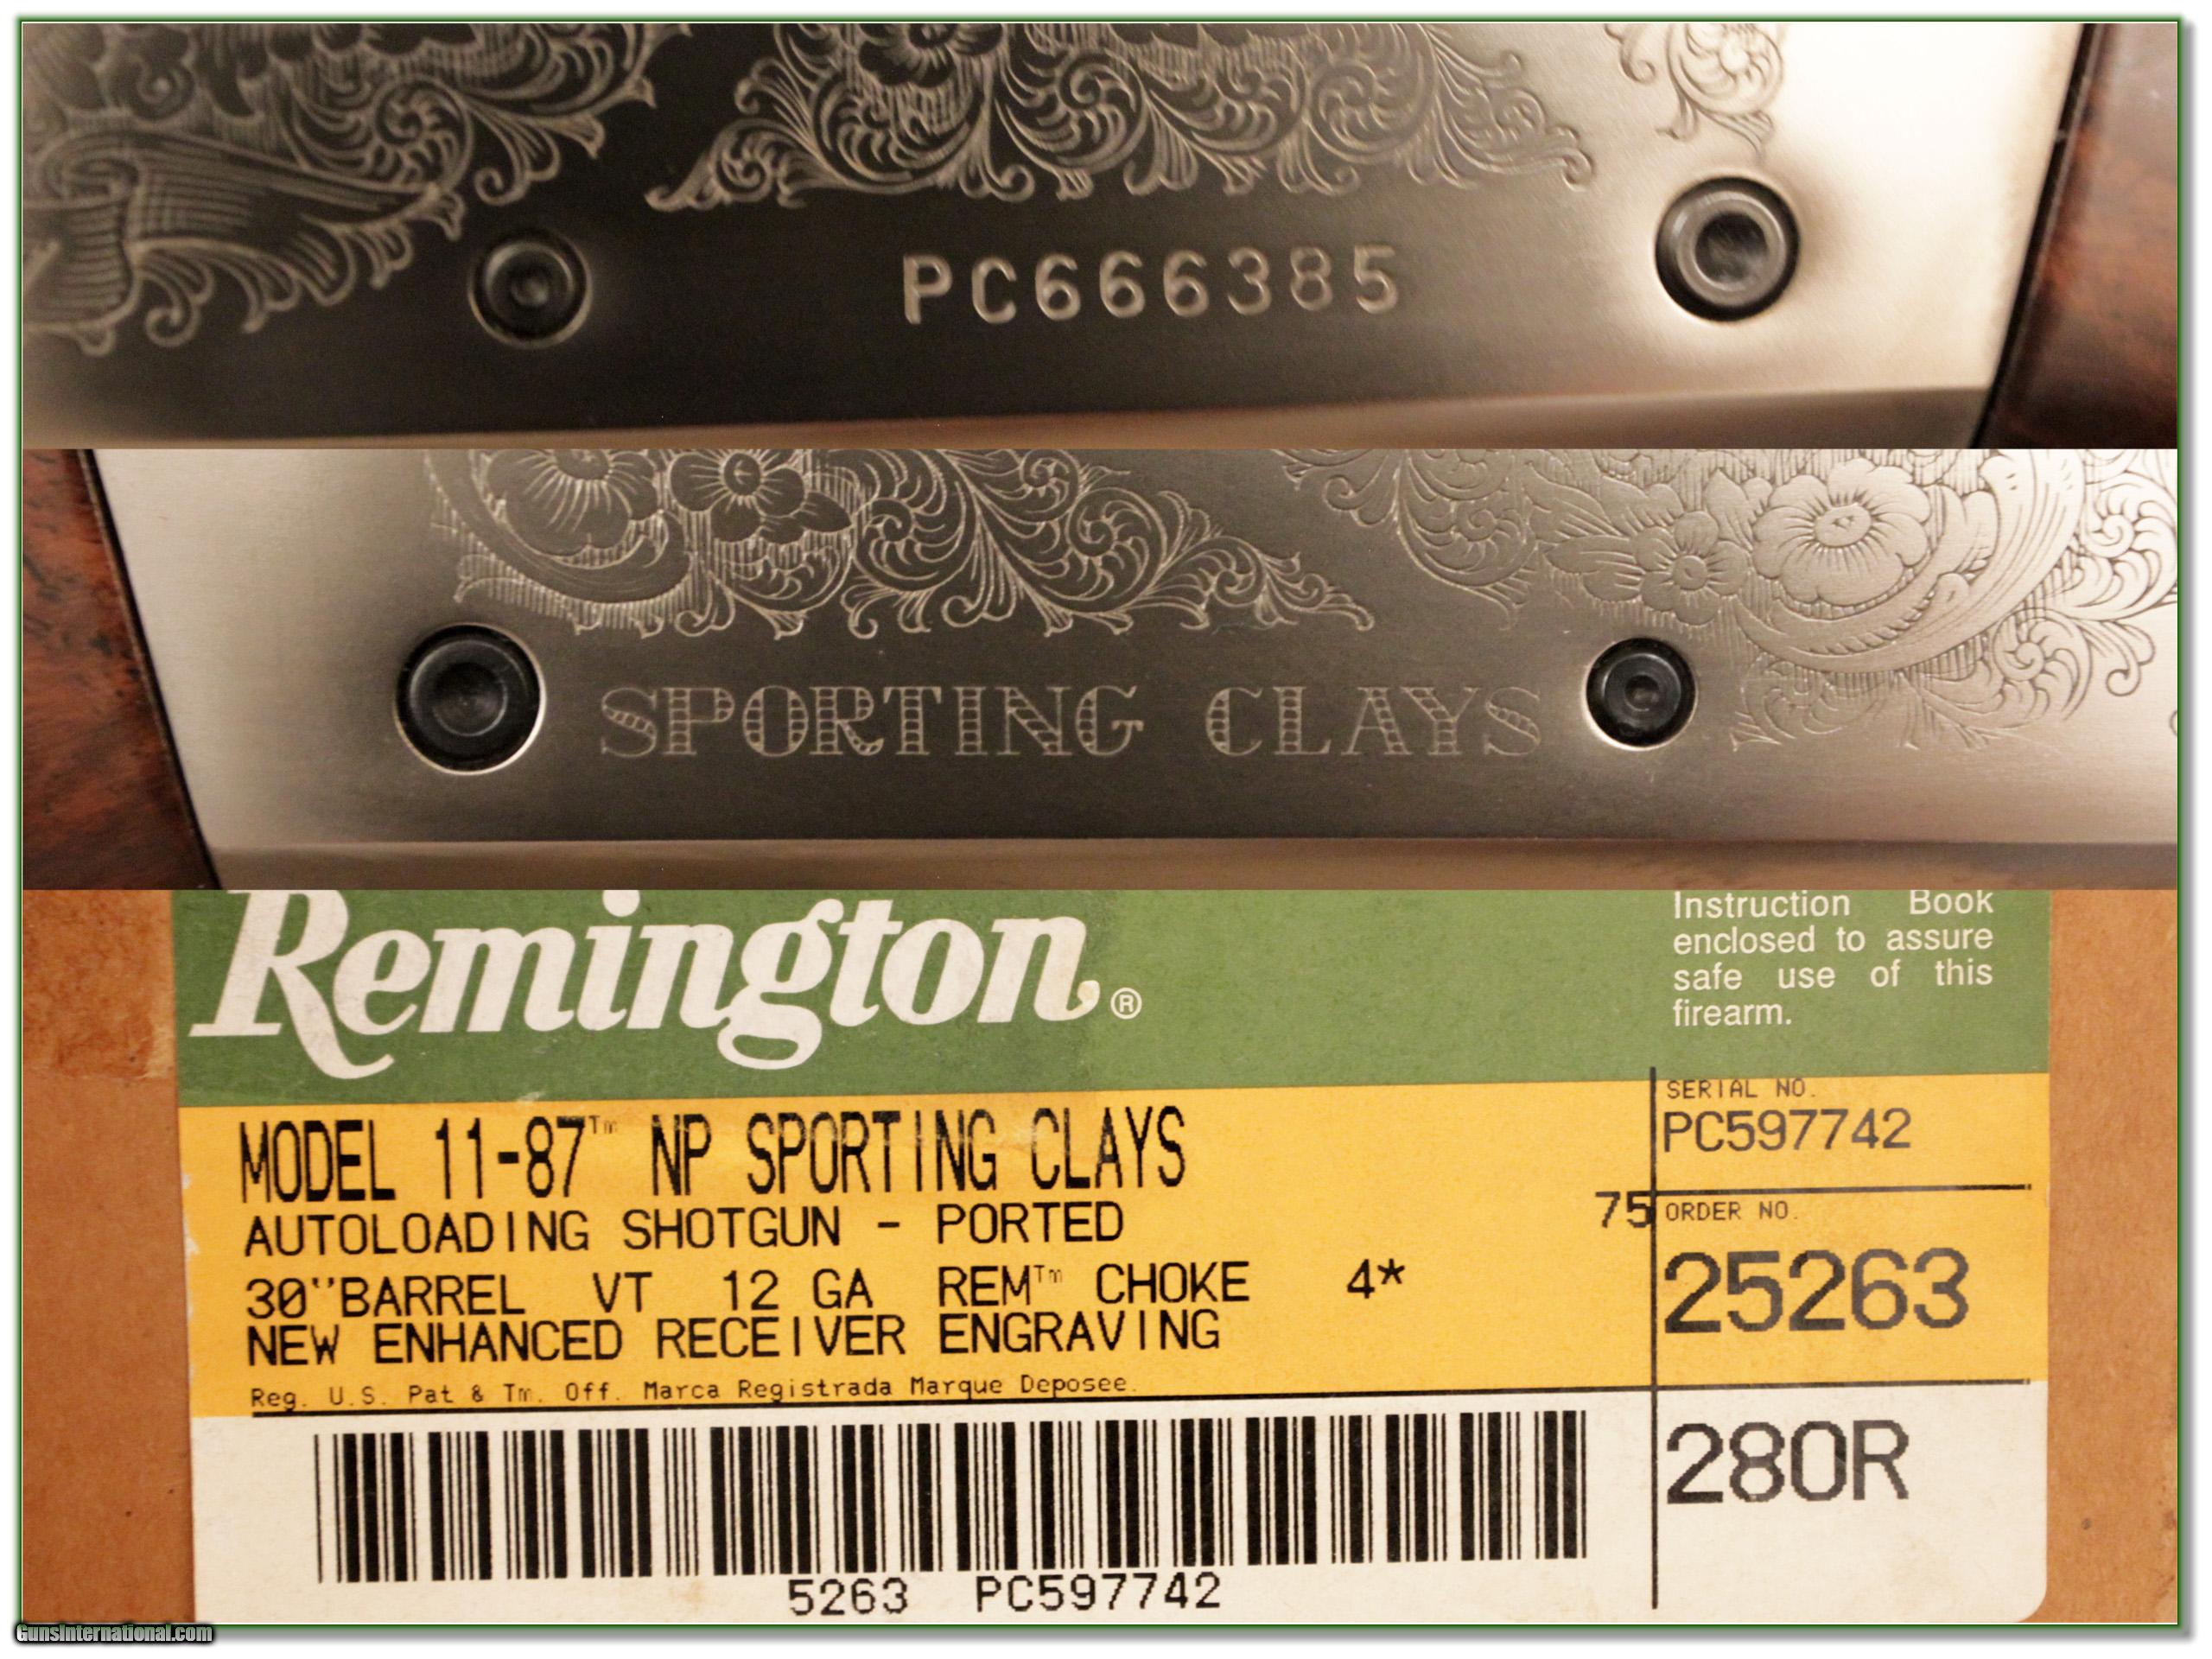 PC666385
SPORTING CLAYS
Remington®
Instruction Book
enclosed to assure
safe use of this
firearm.
MODEL 11-87™ NP SPORTING CLAYS
AUTOLOADING SHOTGUN - PORTED
30"BARREL VT 12 GA REM™ CHOKE 4*
NEW ENHANCED RECEIVER ENGRAVING
Reg. U.S. Pat & Tm. Off. Marca Registrada Marque Deposee.
SERIAL NO.
PC597742
75
ORDER NO.
25263
280R
5263 PC597742
GunsInternational.com